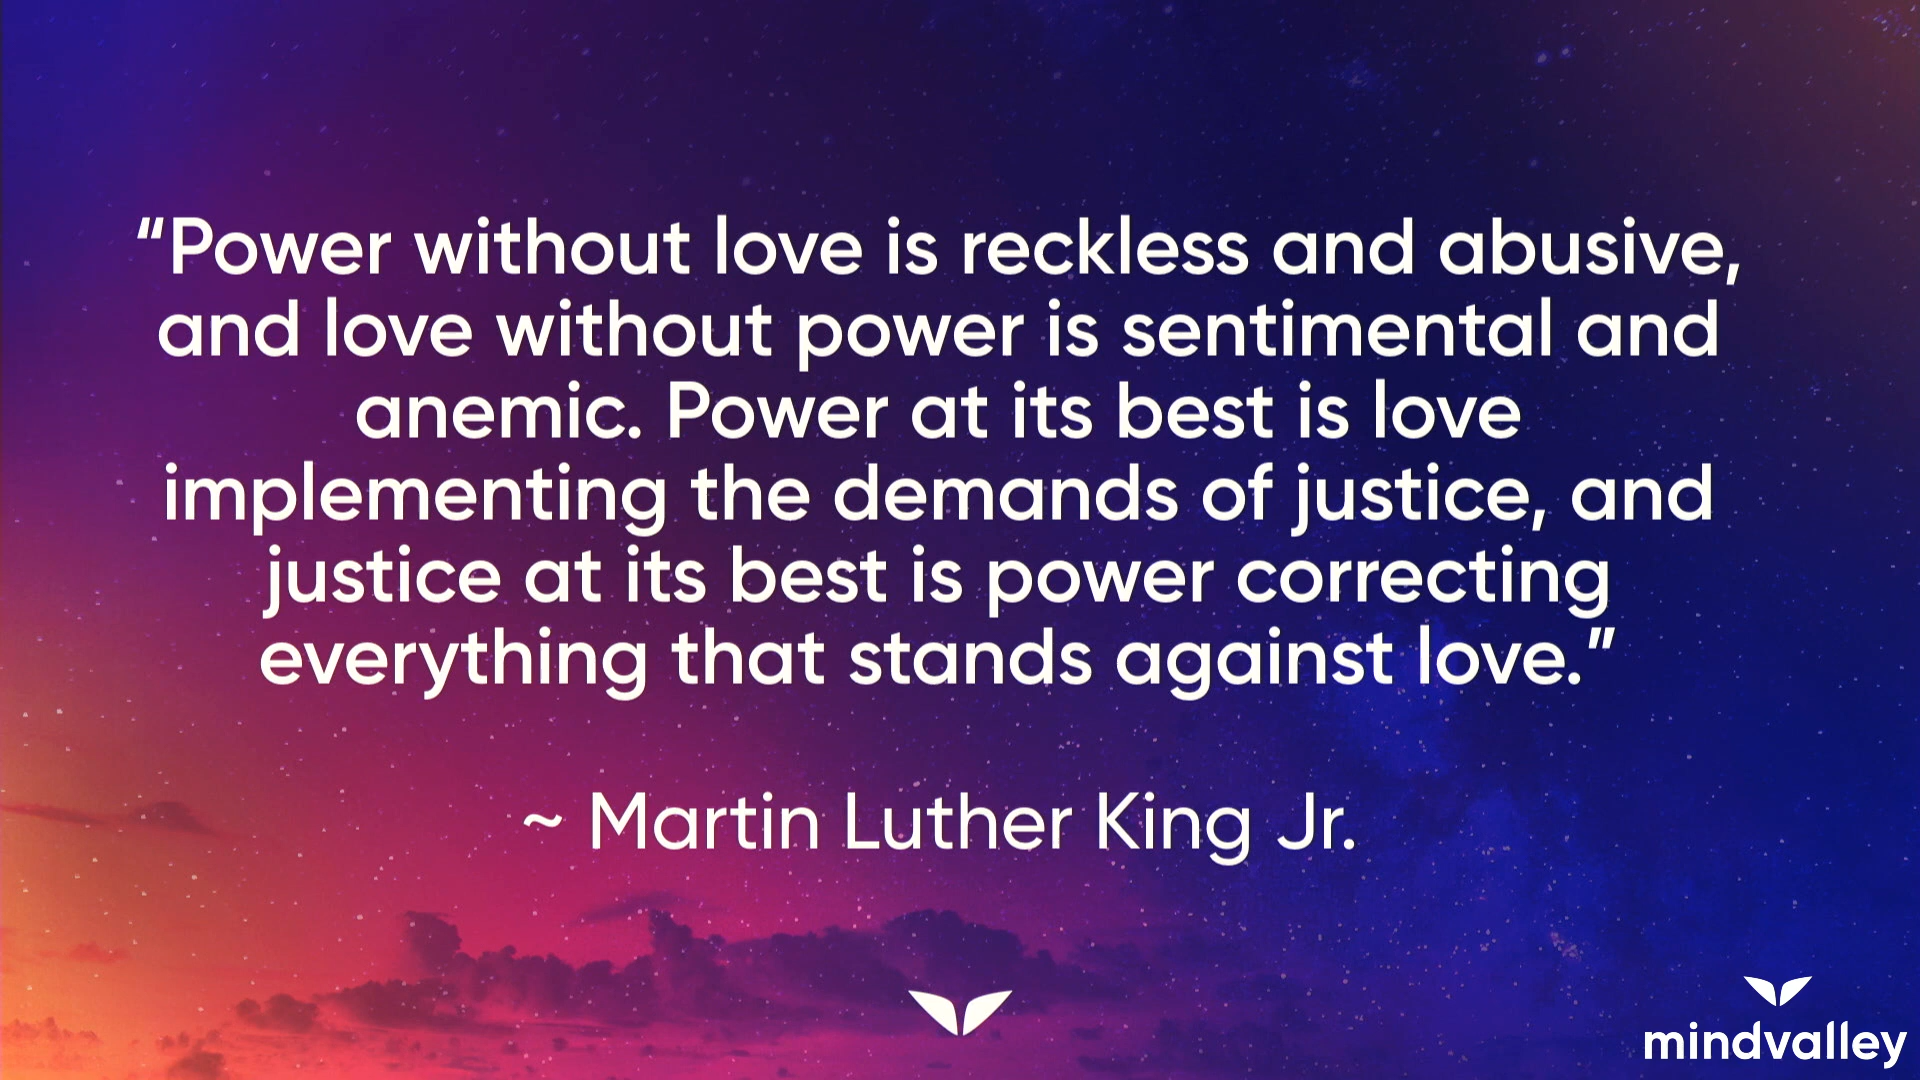 “Power without love is reckless and abusive,
and love without power is sentimental and
anemic. Power at its best is love
implementing the demands of justice, and
justice at its best is power correcting
everything that stands against love.”
~ Martin Luther King Jr.
mindvalley